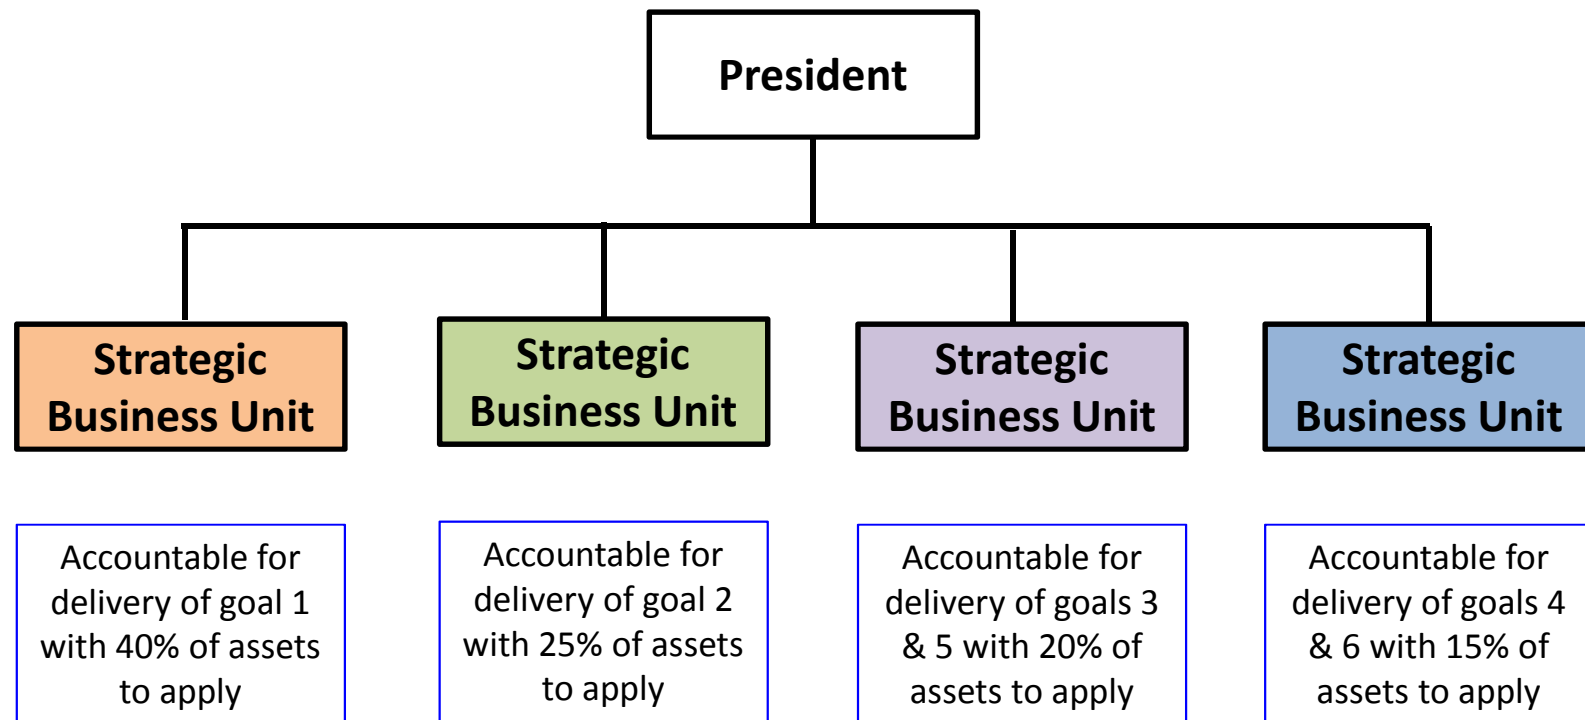 President
Strategic
Business Unit
Strategic
Business Unit
Strategic
Business Unit
Strategic
Business Unit
Accountable for
delivery of goal 1
with 40% of assets
to apply
Accountable for
delivery of goal 2
with 25% of assets
to apply
Accountable for
delivery of goals 3
& 5 with 20% of
assets to apply
Accountable for
delivery of goals 4
& 6 with 15% of
assets to apply